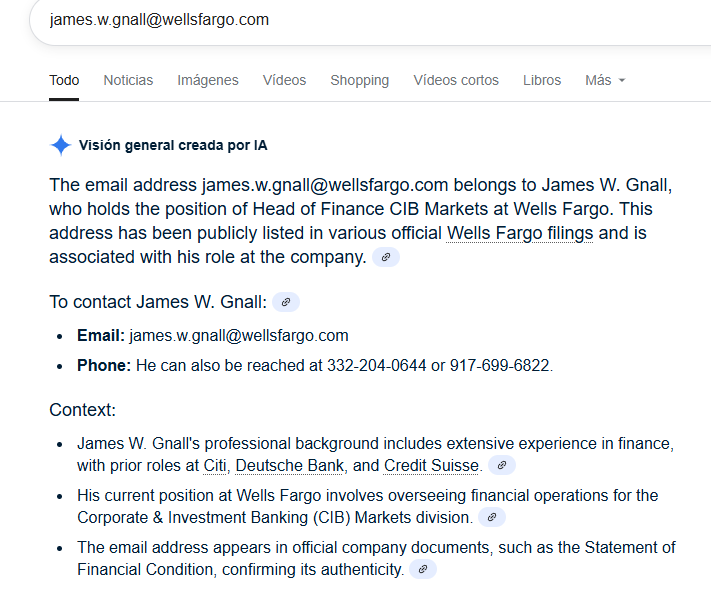 james.w.gnall@wellsfargo.com
Todo Noticias Imágenes Vídeos Shopping Vídeos cortos Libros Más
Visión general creada por IA
The email address james.w.gnall@wellsfargo.com belongs to James W. Gnall,
who holds the position of Head of Finance CIB Markets at Wells Fargo. This
address has been publicly listed in various official Wells Fargo filings and is
associated with his role at the company.
To contact James W. Gnall:
• Email: james.w.gnall@wellsfargo.com
• Phone: He can also be reached at 332-204-0644 or 917-699-6822.
Context:
• James W. Gnall's professional background includes extensive experience in finance,
with prior roles at Citi, Deutsche Bank, and Credit Suisse.
• His current position at Wells Fargo involves overseeing financial operations for the
Corporate & Investment Banking (CIB) Markets division.
• The email address appears in official company documents, such as the Statement of
Financial Condition, confirming its authenticity.